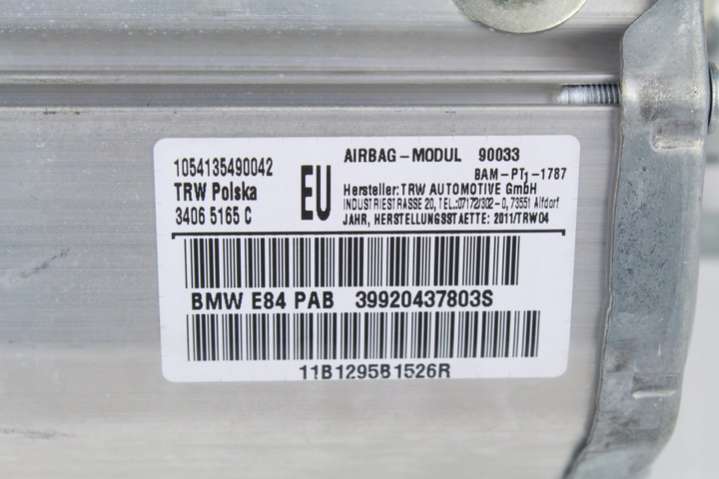 1054135490042
TRW Polska
3406 5165 C
EU
AIRBAG-MODUL 90033
BAM-PT1-1787
Hersteller: TRW AUTOMOTIVE GmbH
INDUSTRIESTRASSE 20, TEL.:07172/302-0, 73551 Alfdorf
JAHR, HERSTELLUNGSSTAETTE: 2011/TRW04
BMW E84 PAB 39920437803S
11B1295B1526R